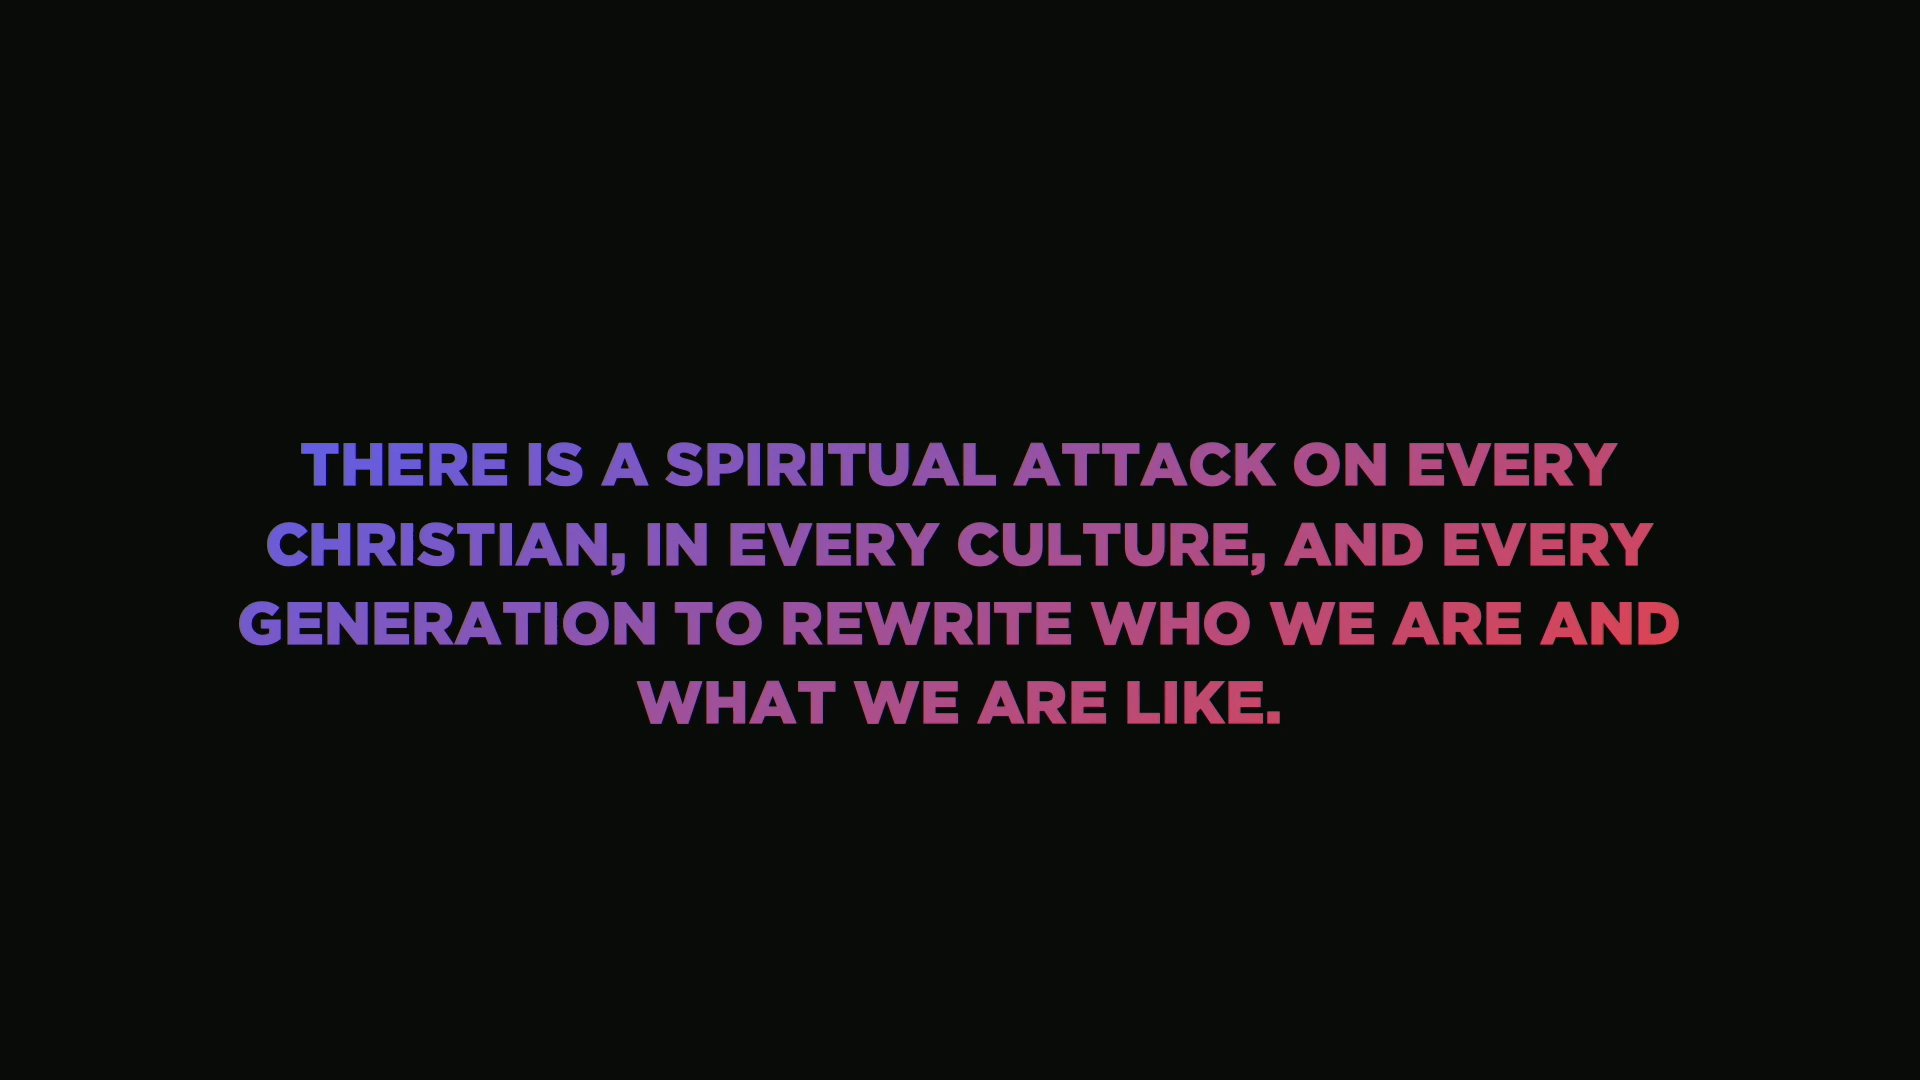 THERE IS A SPIRITUAL ATTACK ON EVERY
CHRISTIAN, IN EVERY CULTURE, AND EVERY
GENERATION TO REWRITE WHO WE ARE AND
WHAT WE ARE LIKE.